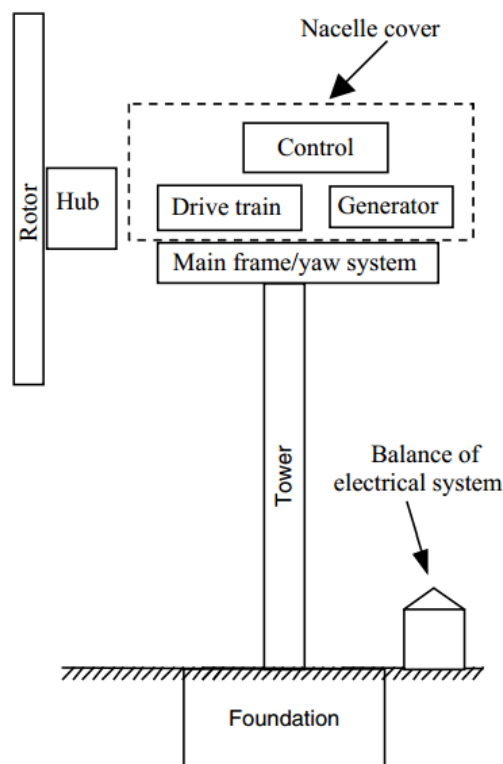 Nacelle cover
Control
Rotor
Hub
Drive train
Generator
Main frame/yaw system
Tower
Balance of
electrical system
Foundation